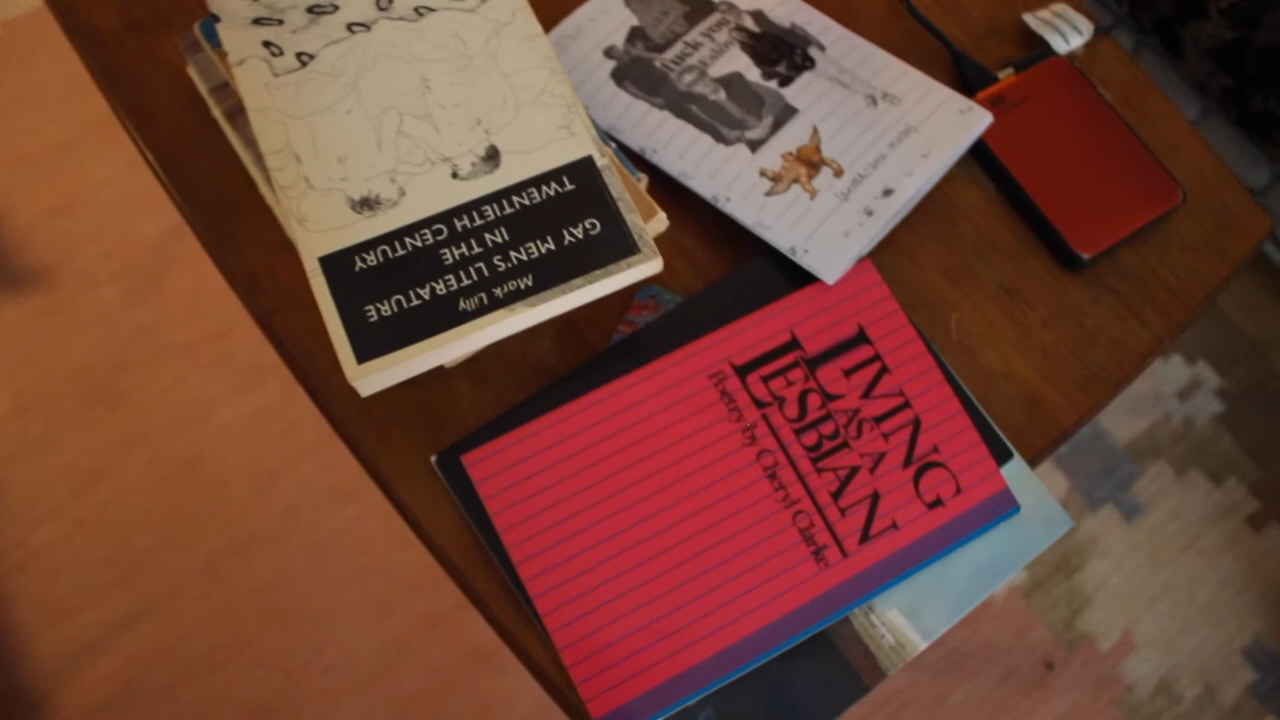 Mark Lilly
GAY MEN'S LITERATURE
IN THE
TWENTIETH CENTURY
fuck you
LIVING
AS A
LESBIAN
Poetry by Cheryl Clarke